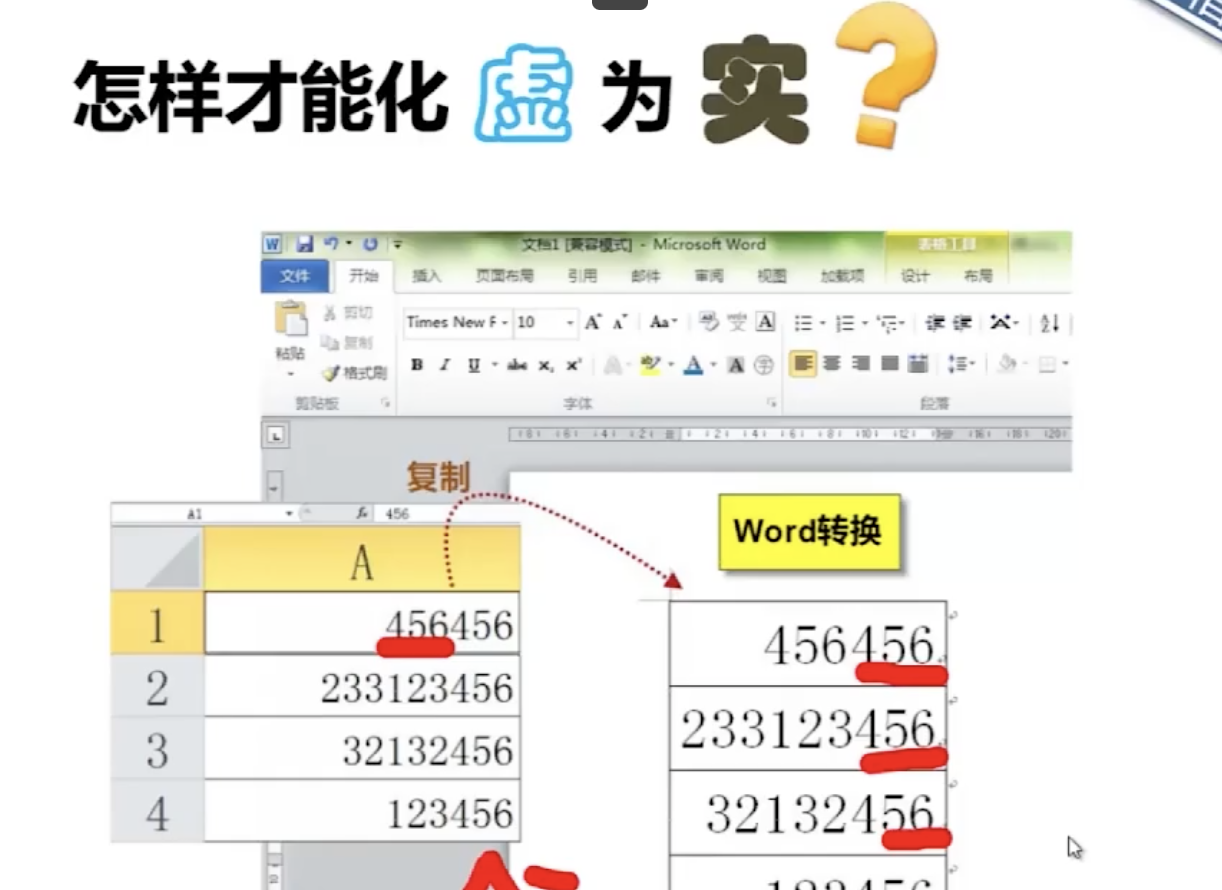 怎样才能化虚为实?
文档1 [兼容模式] - Microsoft Word
表格工具
文件 开始 插入 页面布局 引用 邮件 审阅 视图 加载项 设计 布局
剪切
Times New F 10
复制
粘贴
格式刷
剪贴板 字体 段落
复制
A1 fx 456
Word转换
A
1 456456
2 233123456
3 32132456
4 123456
456456
233123456
32132456
123456